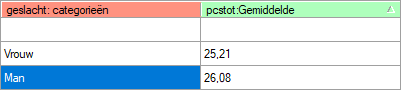 geslacht: categorieën pcstot:Gemiddelde
Vrouw 25,21
Man 26,08